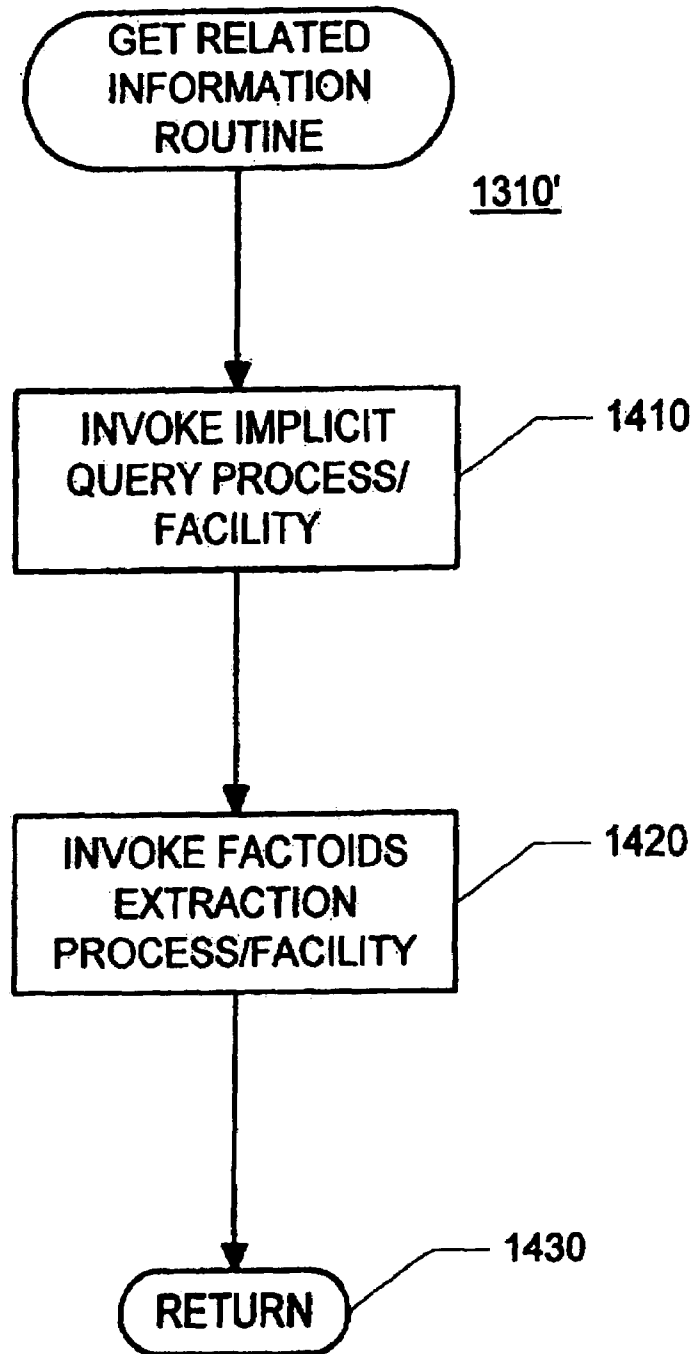 GET RELATED
INFORMATION
ROUTINE
1310'
INVOKE IMPLICIT
QUERY PROCESS/
FACILITY
1410
INVOKE FACTOIDS
EXTRACTION
PROCESS/FACILITY
1420
RETURN
1430